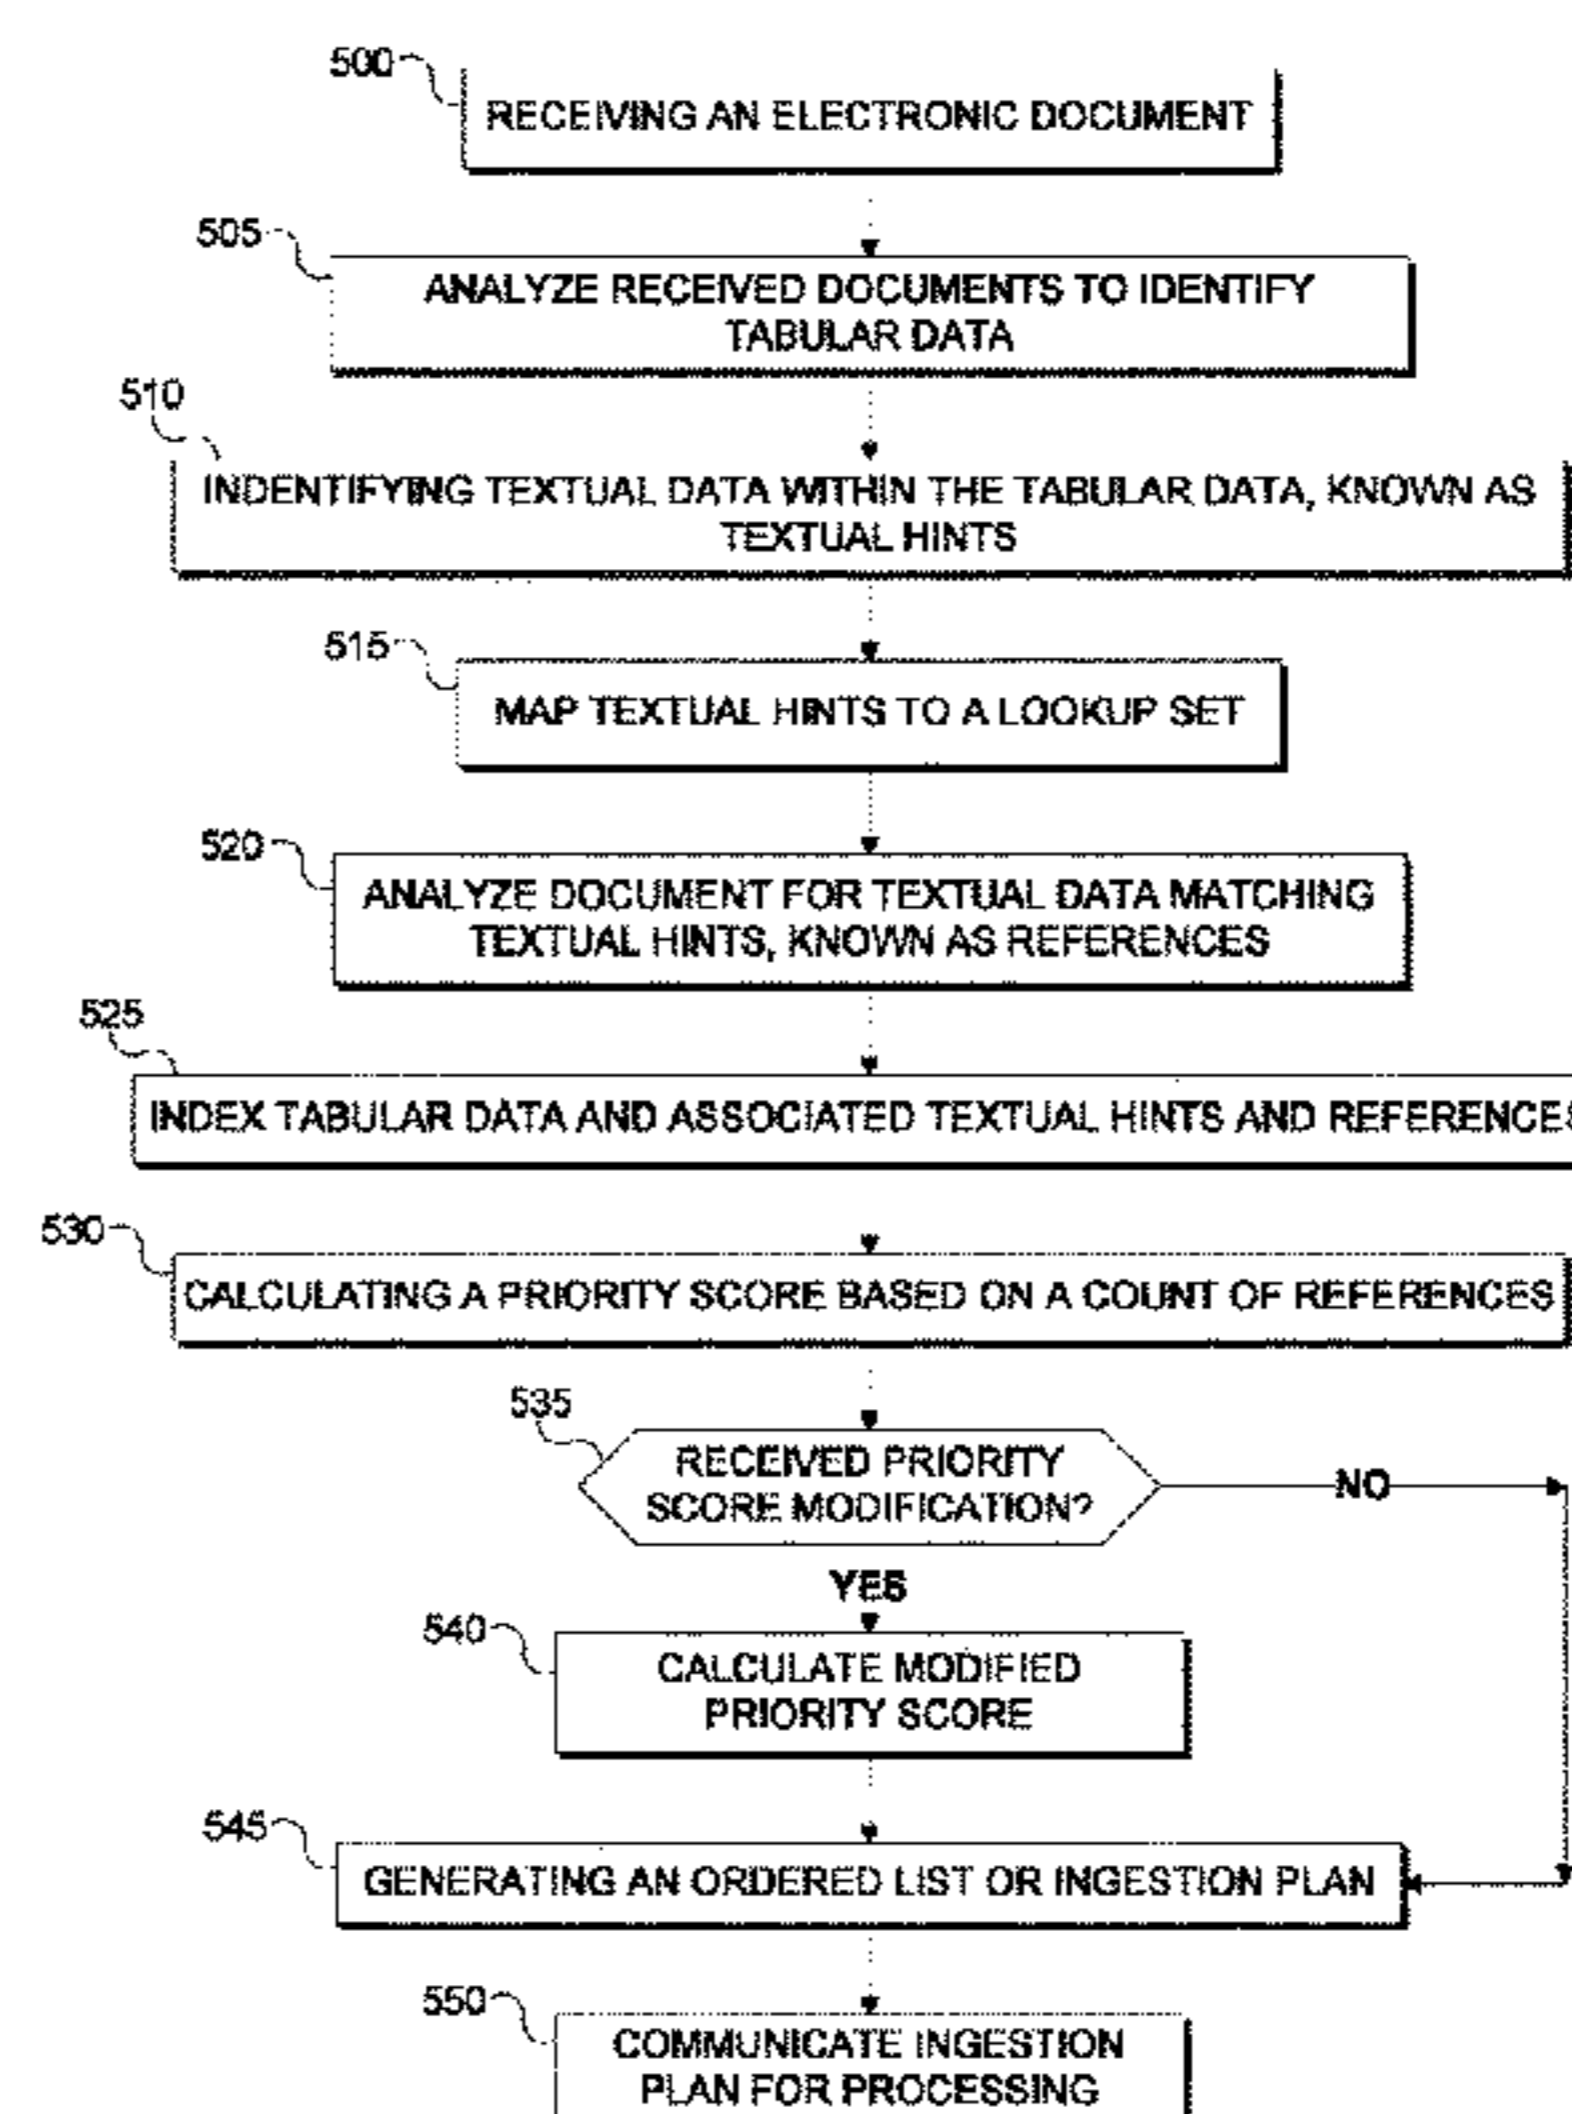 500
RECEIVING AN ELECTRONIC DOCUMENT
505
ANALYZE RECEIVED DOCUMENTS TO IDENTIFY
TABULAR DATA
510
INDENTIFYING TEXTUAL DATA WITHIN THE TABULAR DATA, KNOWN AS
TEXTUAL HINTS
515
MAP TEXTUAL HINTS TO A LOOKUP SET
520
ANALYZE DOCUMENT FOR TEXTUAL DATA MATCHING
TEXTUAL HINTS, KNOWN AS REFERENCES
525
INDEX TABULAR DATA AND ASSOCIATED TEXTUAL HINTS AND REFERENCES
530
CALCULATING A PRIORITY SCORE BASED ON A COUNT OF REFERENCES
535
RECEIVED PRIORITY
SCORE MODIFICATION?
NO
YES
540
CALCULATE MODIFIED
PRIORITY SCORE
545
GENERATING AN ORDERED LIST OR INGESTION PLAN
550
COMMUNICATE INGESTION
PLAN FOR PROCESSING